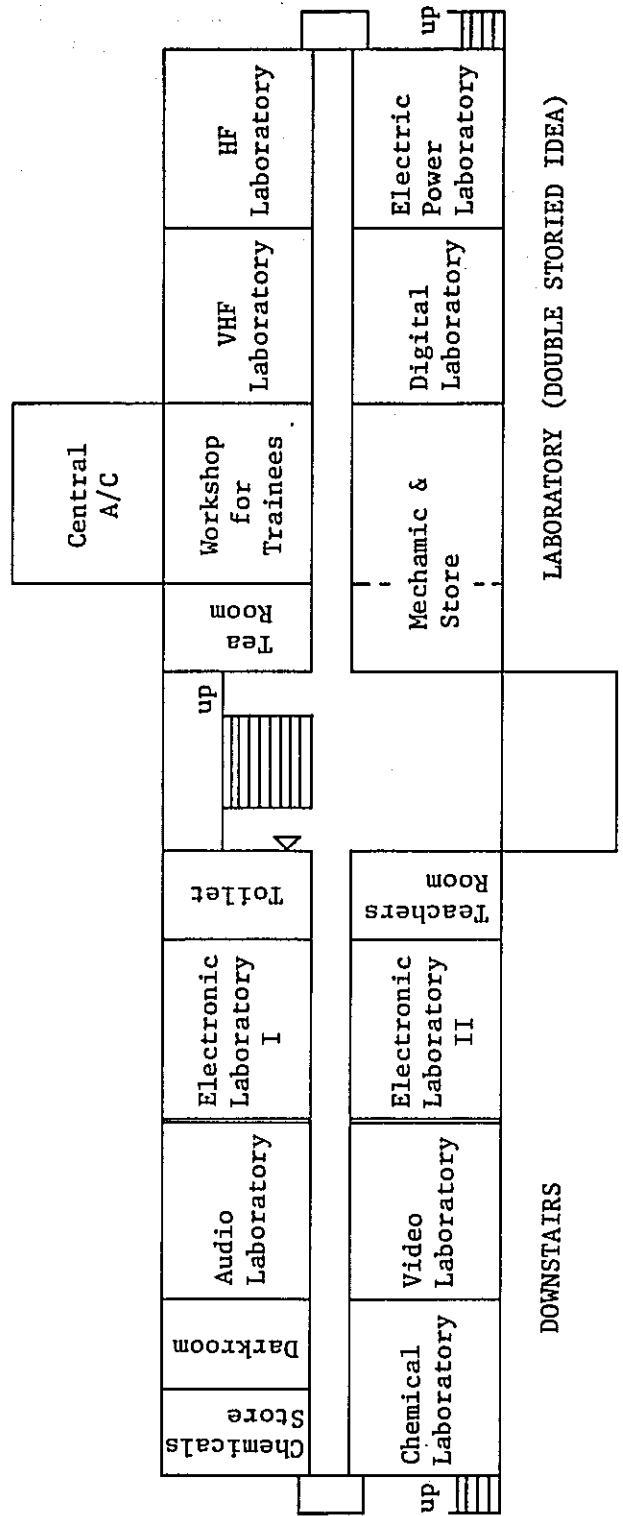 Central
A/C
Chemicals
Store
Darkroom
Audio
Laboratory
Electronic
Laboratory
I
Toilet
up
Tea
Room
Workshop
for
Trainees
VHF
Laboratory
HF
Laboratory
up
Chemical
Laboratory
Video
Laboratory
Electronic
Laboratory
II
Teachers
Room
Mechamic &
Store
Digital
Laboratory
Electric
Power
Laboratory
up
DOWNSTAIRS
LABORATORY (DOUBLE STORIED IDEA)